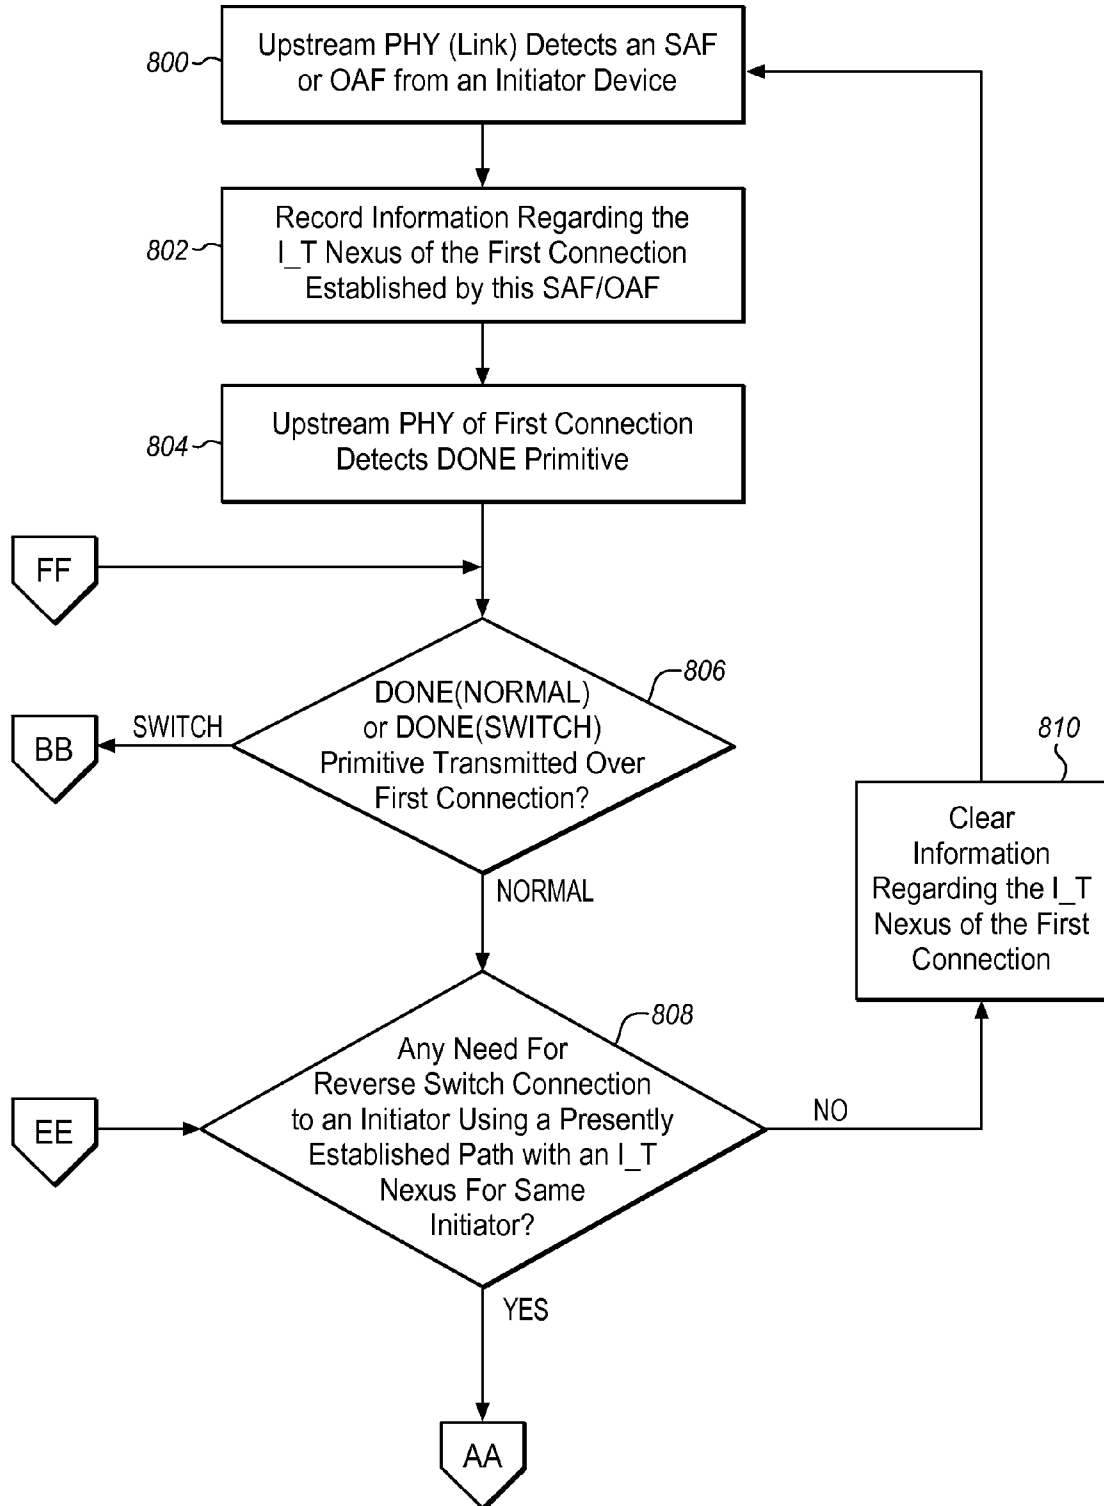 800
Upstream PHY (Link) Detects an SAF
or OAF from an Initiator Device
802
Record Information Regarding the
I_T Nexus of the First Connection
Established by this SAF/OAF
804
Upstream PHY of First Connection
Detects DONE Primitive
FF
806
DONE(NORMAL)
or DONE(SWITCH)
Primitive Transmitted Over
First Connection?
SWITCH
BB
NORMAL
810
Clear
Information
Regarding the I_T
Nexus of the First
Connection
808
Any Need For
Reverse Switch Connection
to an Initiator Using a Presently
Established Path with an I_T
Nexus For Same
Initiator?
EE
NO
YES
AA